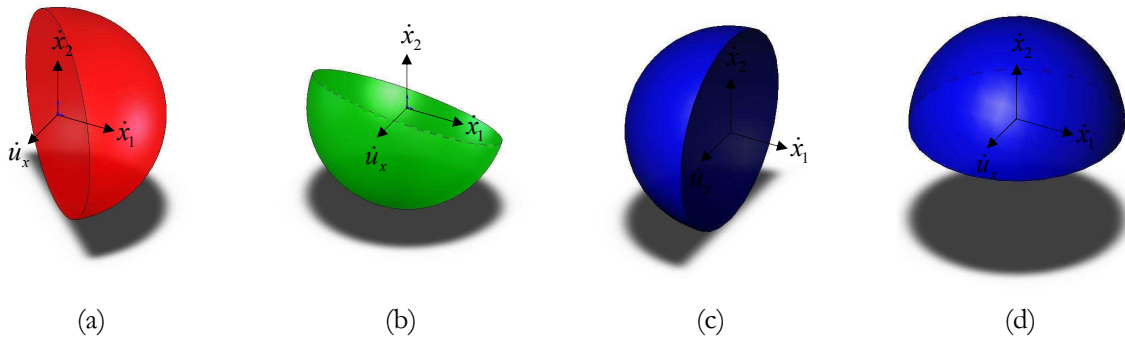 ẋ₂ ẋ₁ u̇ₓ
ẋ₂ ẋ₁ u̇ₓ
ẋ₂ ẋ₁ u̇ₓ
ẋ₂ ẋ₁ u̇ₓ
(a) (b) (c) (d)